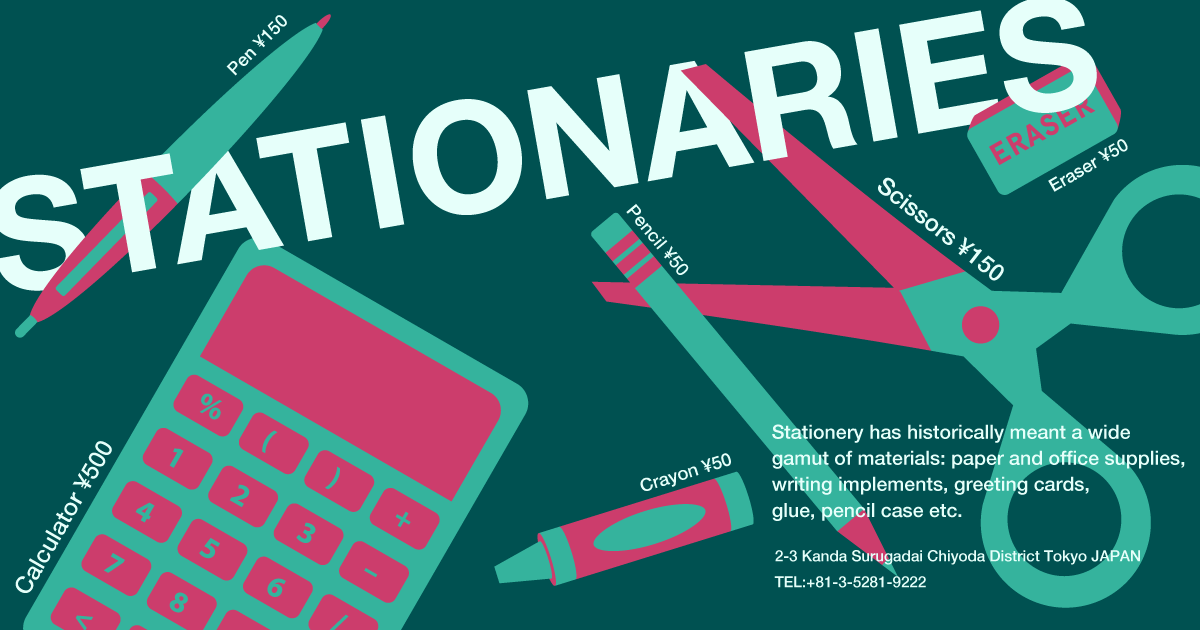 STATIONARIES
Pen ¥150
ERASER
Eraser ¥50
Scissors ¥150
Pencil ¥50
Calculator ¥500
% ( ) +
1 2 3 −
4 5 6 /
7 8
<
Crayon ¥50
Stationery has historically meant a wide
gamut of materials: paper and office supplies,
writing implements, greeting cards,
glue, pencil case etc.
2-3 Kanda Surugadai Chiyoda District Tokyo JAPAN
TEL:+81-3-5281-9222